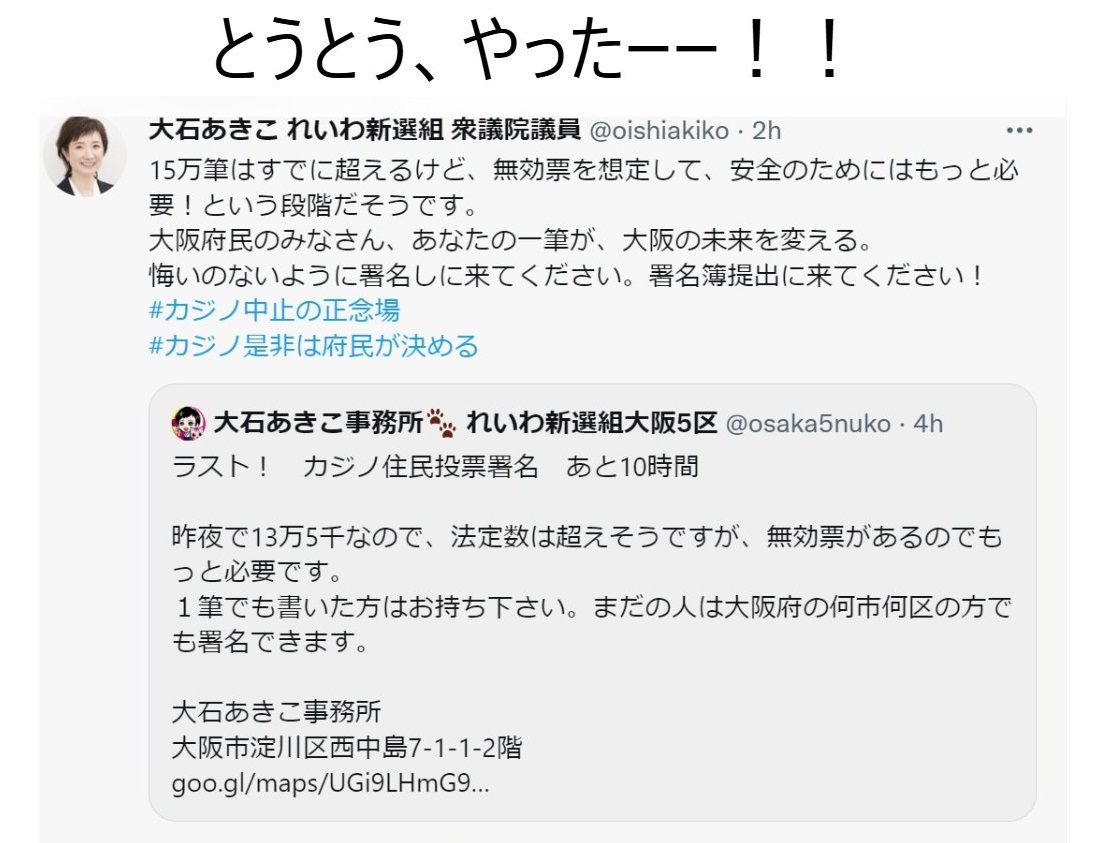 とうとう、やったーー！！
大石あきこ れいわ新選組 衆議院議員 @oishiakiko · 2h
15万筆はすでに超えるけど、無効票を想定して、安全のためにはもっと必
要！という段階だそうです。
大阪府民のみなさん、あなたの一筆が、大阪の未来を変える。
悔いのないように署名しに来てください。署名簿提出に来てください！
#カジノ中止の正念場
#カジノ是非は府民が決める
大石あきこ事務所🐾 れいわ新選組大阪5区 @osaka5nuko · 4h
ラスト！　カジノ住民投票署名　あと10時間
昨夜で13万5千なので、法定数は超えそうですが、無効票があるのでも
っと必要です。
１筆でも書いた方はお持ち下さい。まだの人は大阪府の何市何区の方で
も署名できます。
大石あきこ事務所
大阪市淀川区西中島7-1-1-2階
goo.gl/maps/UGi9LHmG9...